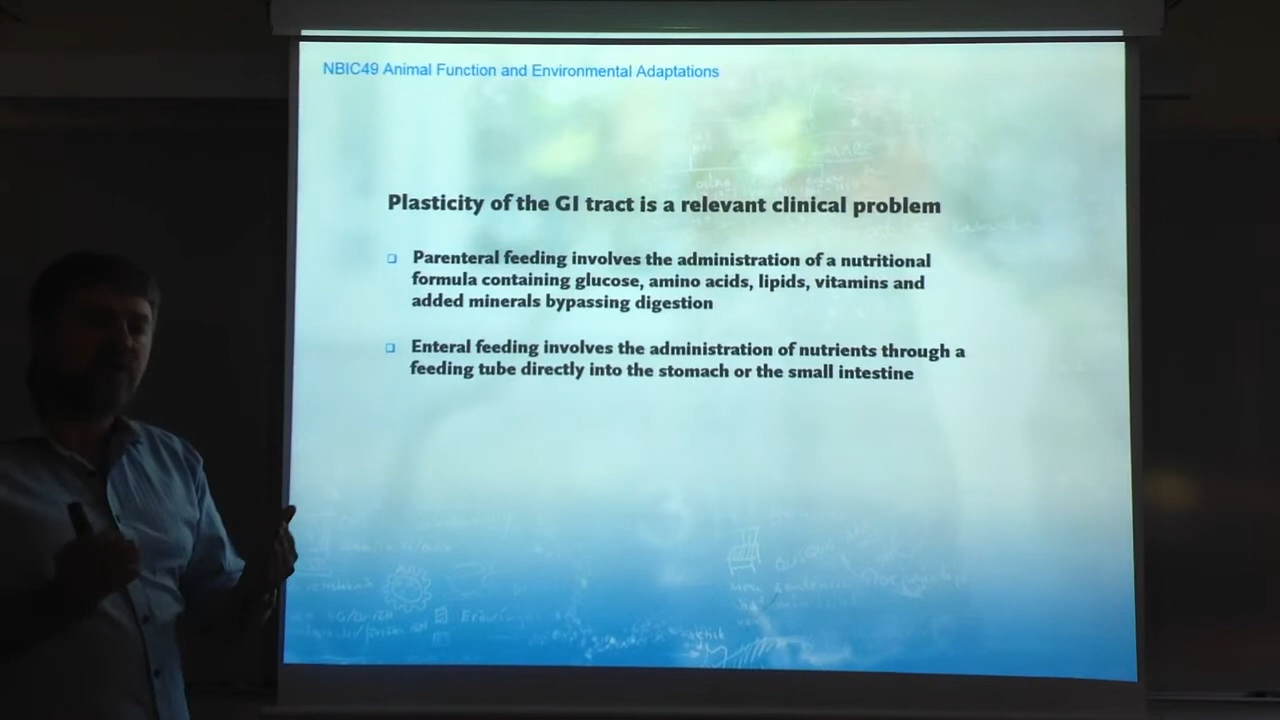 NBIC49 Animal Function and Environmental Adaptations
Plasticity of the GI tract is a relevant clinical problem
Parenteral feeding involves the administration of a nutritional
formula containing glucose, amino acids, lipids, vitamins and
added minerals bypassing digestion
Enteral feeding involves the administration of nutrients through a
feeding tube directly into the stomach or the small intestine